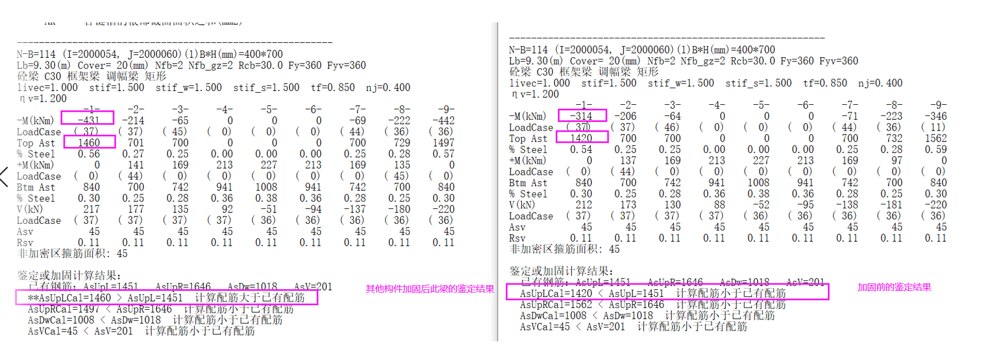 ------------------------------------------------------------
N-B=114 (I=2000054, J=2000060)(1)B*H(mm)=400*700
Lb=9.30(m) Cover= 20(mm) Nfb=2 Nfb_gz=2 Rcb=30.0 Fy=360 Fyv=360
砼梁 C30 框架梁 调幅梁 矩形
livec=1.000 stif=1.500 stif_w=1.500 stif_s=1.500 tf=0.850 nj=0.400
ηv=1.200
-1- -2- -3- -4- -5- -6- -7- -8- -9-
-M(kNm) -431 -214 -65 0 0 0 -69 -222 -442
LoadCase ( 37) ( 37) ( 45) ( 0) ( 0) ( 0) ( 44) ( 36) ( 36)
Top Ast 1460 701 700 0 0 0 700 729 1497
% Steel 0.56 0.27 0.25 0.00 0.00 0.00 0.25 0.28 0.57
+M(kNm) 0 141 169 213 227 213 169 135 0
LoadCase ( 0) ( 44) ( 0) ( 0) ( 0) ( 0) ( 0) ( 45) ( 0)
Btm Ast 840 700 742 941 1008 941 742 700 840
% Steel 0.30 0.25 0.28 0.36 0.38 0.36 0.28 0.25 0.30
V(kN) 217 177 135 92 -51 -94 -137 -180 -220
LoadCase ( 37) ( 37) ( 37) ( 37) ( 36) ( 36) ( 36) ( 36) ( 36)
Asv 45 45 45 45 45 45 45 45 45
Rsv 0.11 0.11 0.11 0.11 0.11 0.11 0.11 0.11 0.11
非加密区箍筋面积: 45
鉴定或加固计算结果:
已有钢筋: AsUpL=1451 AsUpR=1646 AsDw=1018 AsV=201
**AsUpLCal=1460 > AsUpL=1451 计算配筋大于已有配筋
AsUpRCal=1497 < AsUpR=1646 计算配筋小于已有配筋
AsDwCal=1008 < AsDw=1018 计算配筋小于已有配筋
AsVCal=45 < AsV=201 计算配筋小于已有配筋
其他构件加固后此梁的鉴定结果
------------------------------------------------------------
N-B=114 (I=2000054, J=2000060)(1)B*H(mm)=400*700
Lb=9.30(m) Cover= 20(mm) Nfb=2 Nfb_gz=2 Rcb=30.0 Fy=360 Fyv=360
砼梁 C30 框架梁 调幅梁 矩形
livec=1.000 stif=1.500 stif_w=1.500 stif_s=1.500 tf=0.850 nj=0.400
ηv=1.200
-1- -2- -3- -4- -5- -6- -7- -8- -9-
-M(kNm) -314 -206 -64 0 0 0 -71 -223 -346
LoadCase ( 37) ( 37) ( 46) ( 0) ( 0) ( 0) ( 44) ( 36) ( 11)
Top Ast 1420 700 700 0 0 0 700 732 1562
% Steel 0.54 0.25 0.25 0.00 0.00 0.00 0.25 0.28 0.59
+M(kNm) 0 137 169 213 227 213 169 97 0
LoadCase ( 0) ( 44) ( 0) ( 0) ( 0) ( 0) ( 0) ( 0) ( 0)
Btm Ast 840 700 742 941 1008 941 742 700 840
% Steel 0.30 0.25 0.28 0.36 0.38 0.36 0.28 0.25 0.30
V(kN) 212 173 130 88 -52 -95 -138 -181 -220
LoadCase ( 37) ( 37) ( 37) ( 37) ( 36) ( 36) ( 36) ( 36) ( 36)
Asv 45 45 45 45 45 45 45 45 45
Rsv 0.11 0.11 0.11 0.11 0.11 0.11 0.11 0.11 0.11
非加密区箍筋面积: 45
鉴定或加固计算结果:
已有钢筋: AsUpL=1451 AsUpR=1646 AsDw=1018 AsV=201
AsUpLCal=1420 < AsUpL=1451 计算配筋小于已有配筋
AsUpRCal=1562 < AsUpR=1646 计算配筋小于已有配筋
AsDwCal=1008 < AsDw=1018 计算配筋小于已有配筋
AsVCal=45 < AsV=201 计算配筋小于已有配筋
加固前的鉴定结果